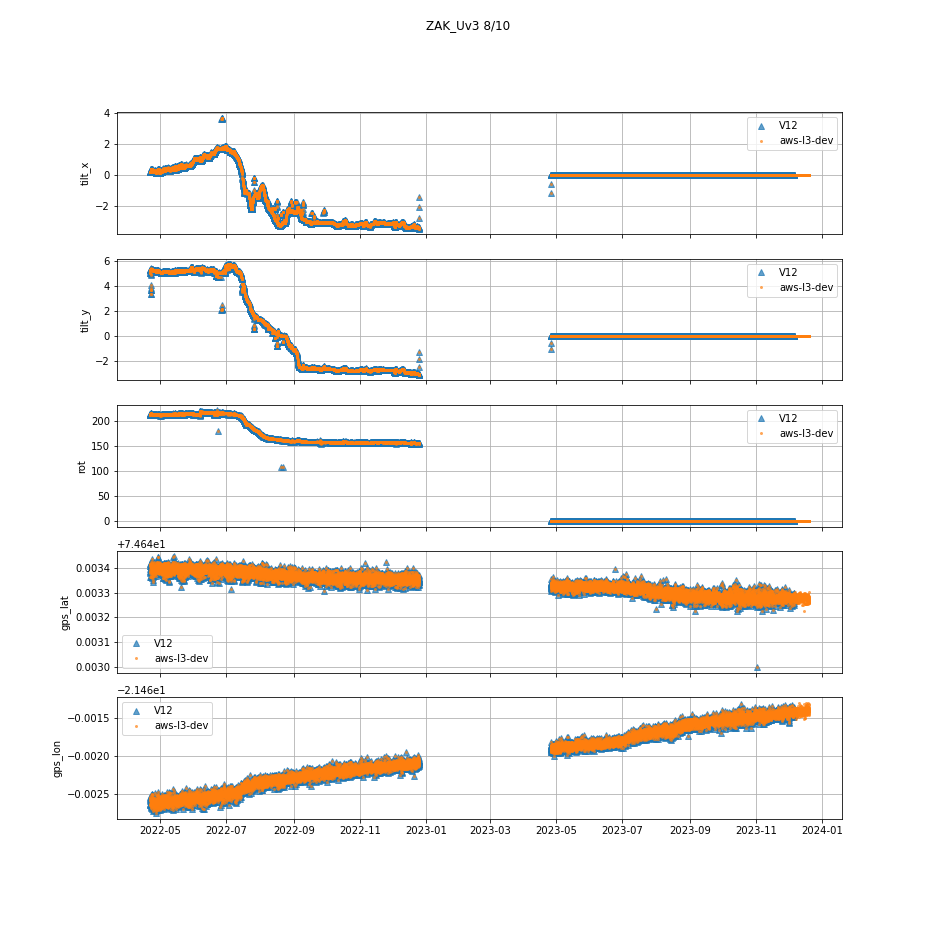 ZAK_Uv3 8/10
4
2
0
−2
tilt_x
V12
aws-l3-dev
6
4
2
0
−2
tilt_y
V12
aws-l3-dev
200
150
100
50
0
rot
V12
aws-l3-dev
+7.464e1
0.0034
0.0033
0.0032
0.0031
0.0030
gps_lat
V12
aws-l3-dev
−2.146e1
−0.0015
−0.0020
−0.0025
gps_lon
V12
aws-l3-dev
2022-05 2022-07 2022-09 2022-11 2023-01 2023-03 2023-05 2023-07 2023-09 2023-11 2024-01